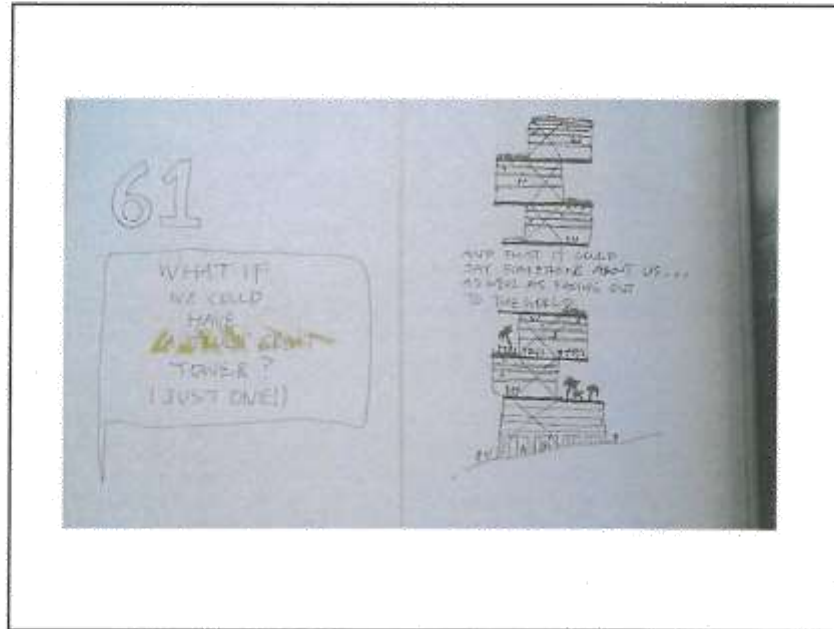 61
WHAT IF
WE COULD
HAVE
TOWER?
(JUST ONE!)
AND THAT IT COULD
SAY SOMETHING ABOUT US...
AS WELL AS FACING OUT
TO THE WORLD